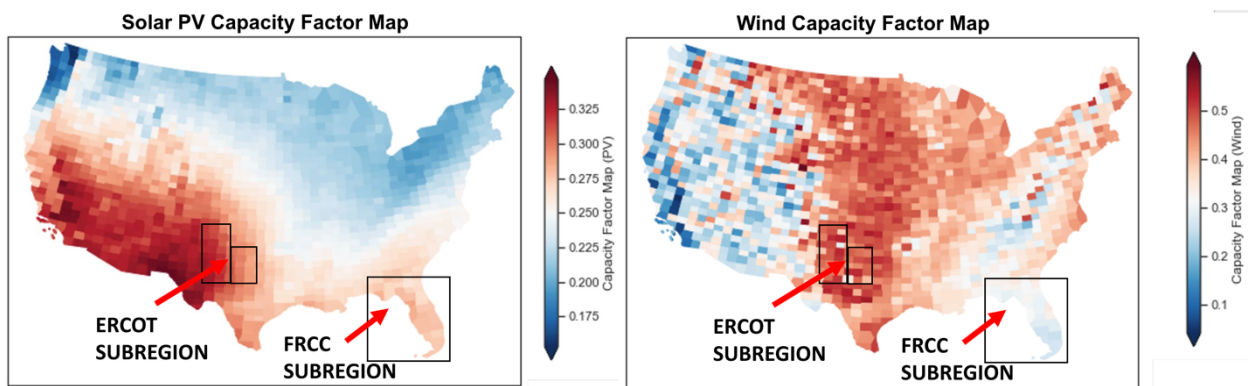 Solar PV Capacity Factor Map
ERCOT
SUBREGION
FRCC
SUBREGION
0.325
0.300
0.275
0.250
0.225
0.200
0.175
Capacity Factor Map (PV)
Wind Capacity Factor Map
ERCOT
SUBREGION
FRCC
SUBREGION
0.5
0.4
0.3
0.2
0.1
Capacity Factor Map (Wind)